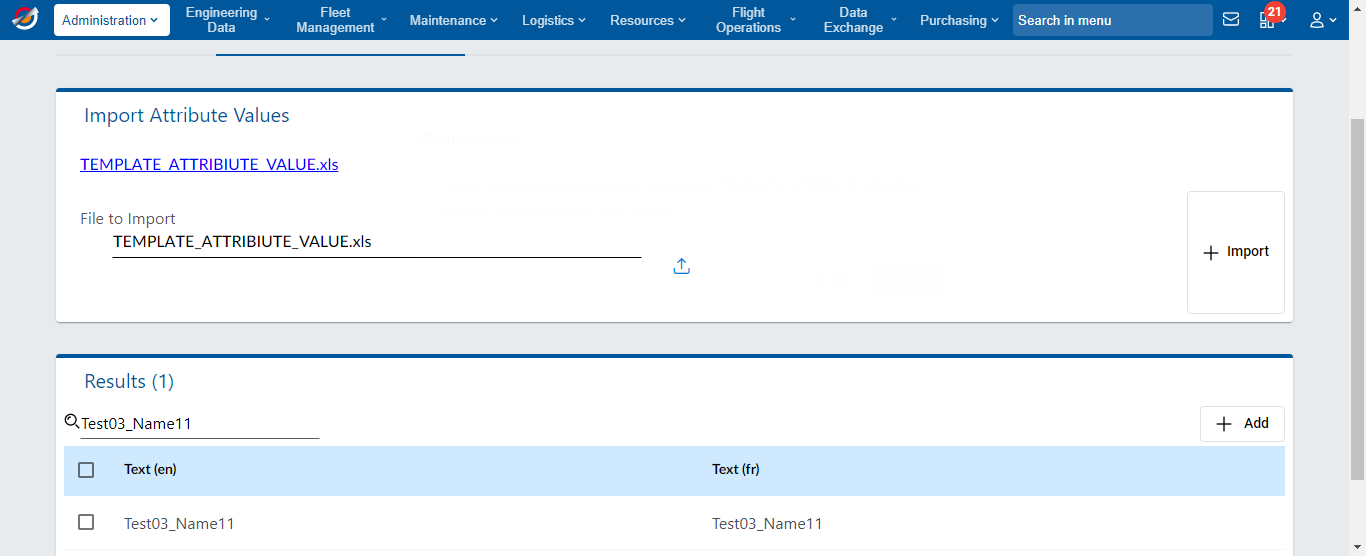 Administration
Engineering Data
Fleet Management
Maintenance
Logistics
Resources
Flight Operations
Data Exchange
Purchasing
Search in menu
21
Import Attribute Values
TEMPLATE_ATTRIBIUTE_VALUE.xls
File to Import
TEMPLATE_ATTRIBIUTE_VALUE.xls
Import
Results (1)
Test03_Name11
Add
Text (en) Text (fr)
Test03_Name11 Test03_Name11